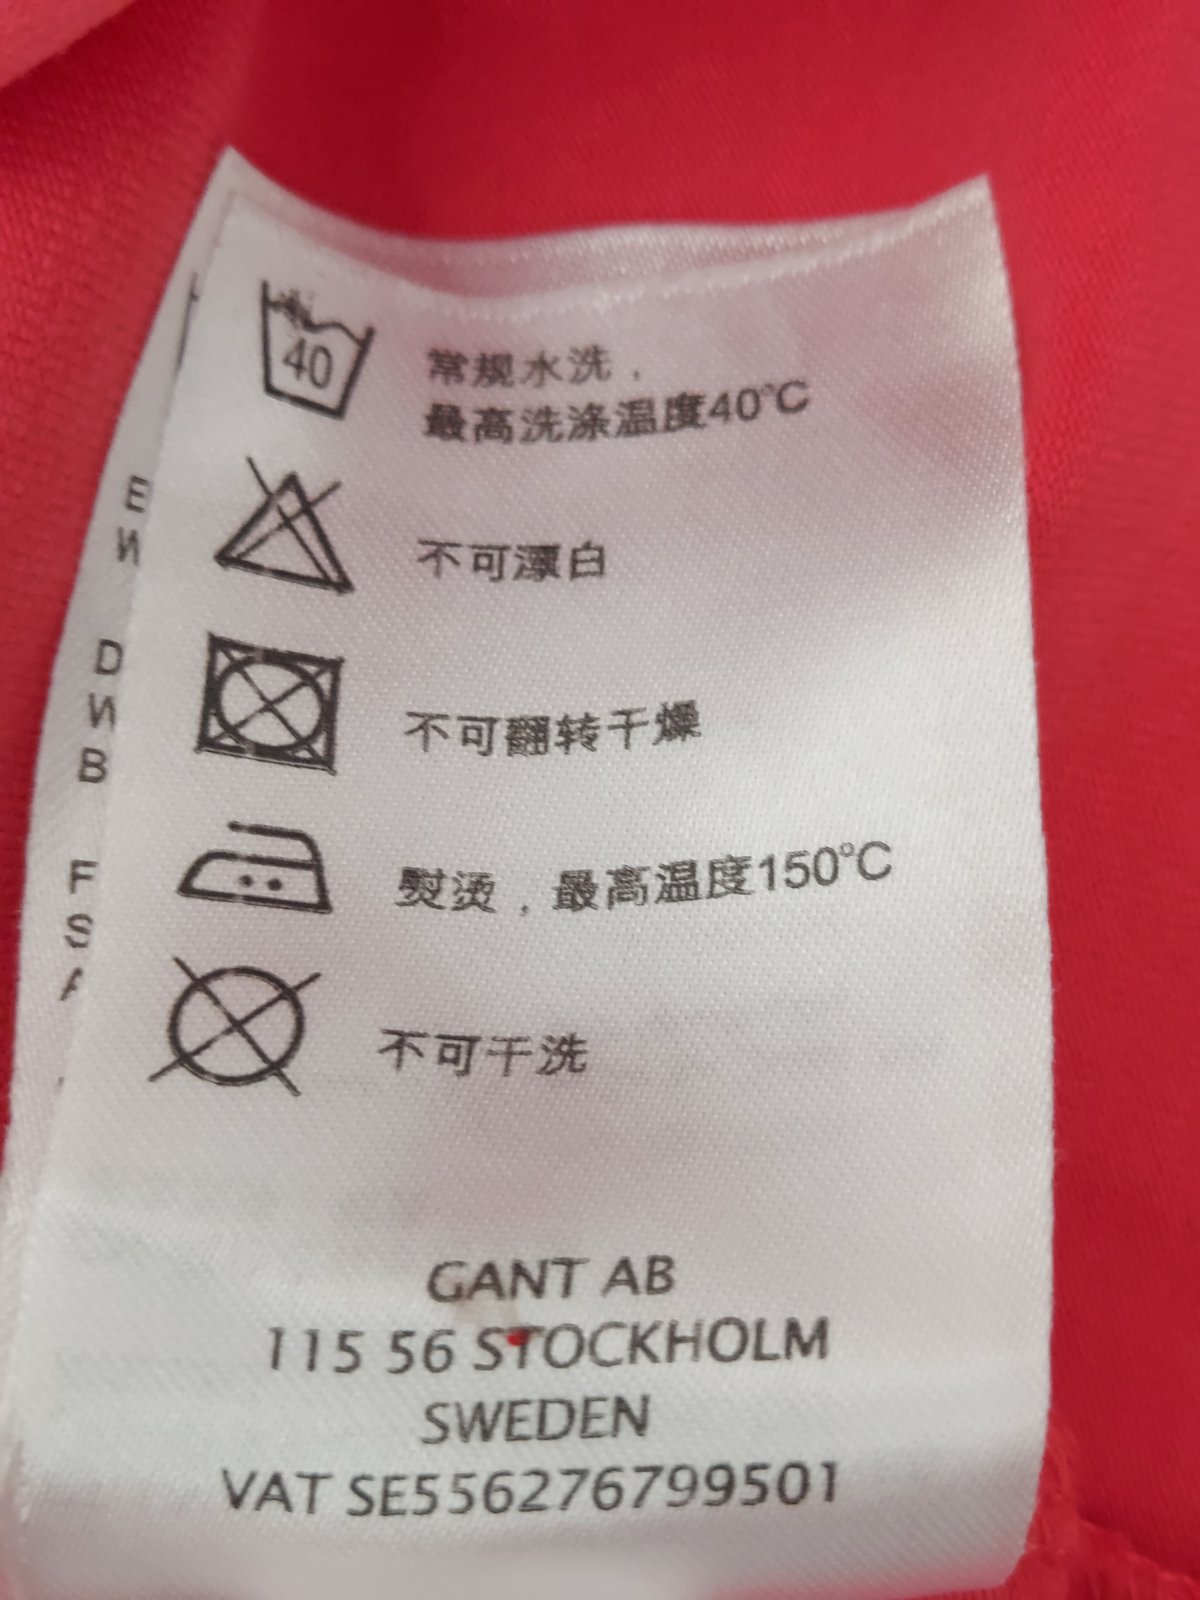 40
常规水洗，
最高洗涤温度40℃
不可漂白
不可翻转干燥
熨烫，最高温度150℃
不可干洗
GANT AB
115 56 STOCKHOLM
SWEDEN
VAT SE556276799501